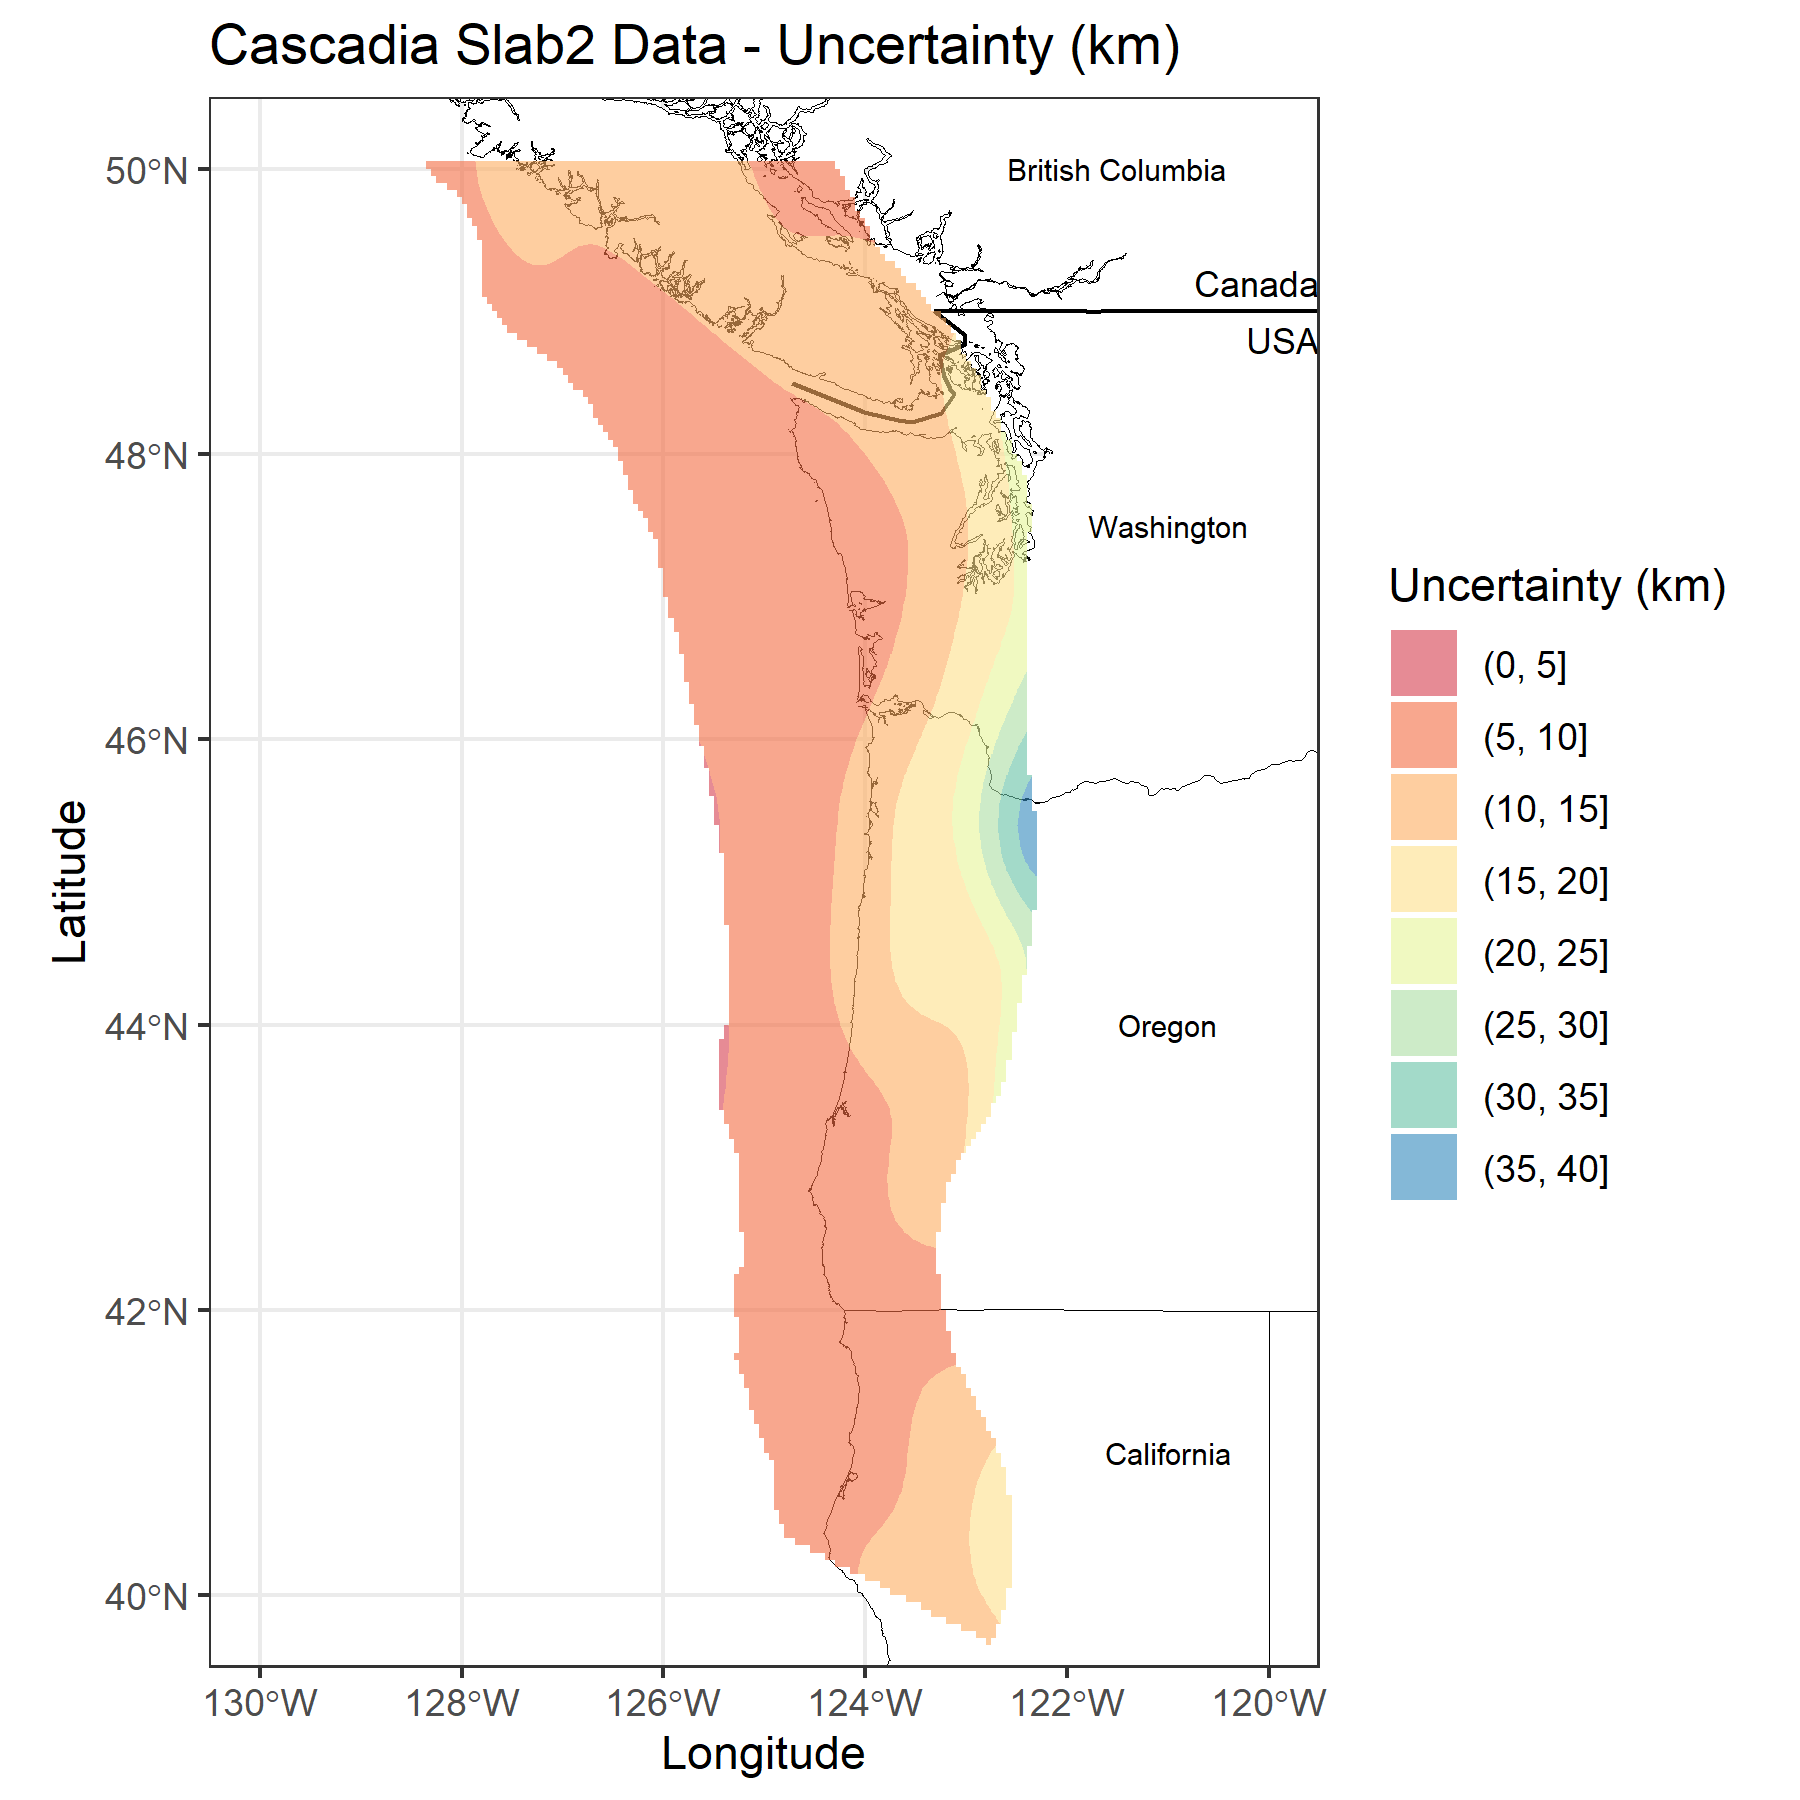 Cascadia Slab2 Data - Uncertainty (km)
50°N
48°N
46°N
44°N
42°N
40°N
Latitude
British Columbia
Canada
USA
Washington
Oregon
California
130°W
128°W
126°W
124°W
122°W
120°W
Longitude
Uncertainty (km)
(0, 5]
(5, 10]
(10, 15]
(15, 20]
(20, 25]
(25, 30]
(30, 35]
(35, 40]